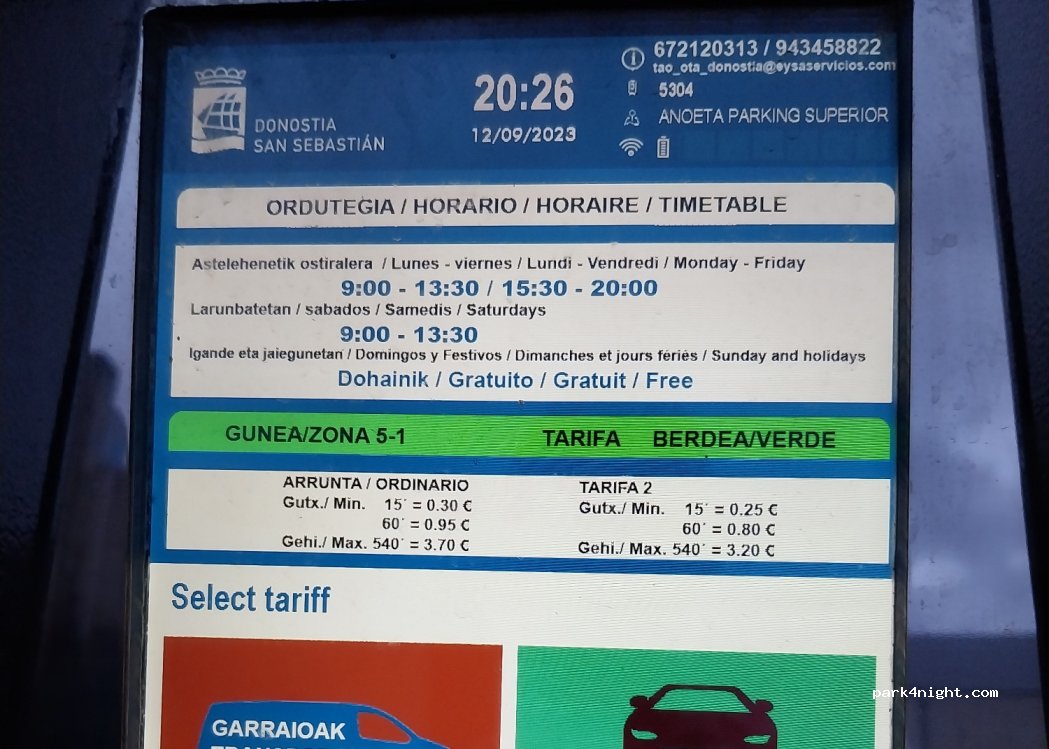 672120313 / 943458822
tao_ota_donostia@eysaservicios.com
20:26
5304
12/09/2023
ANOETA PARKING SUPERIOR
DONOSTIA
SAN SEBASTIÁN
ORDUTEGIA / HORARIO / HORAIRE / TIMETABLE
Astelehenetik ostiralera / Lunes - viernes / Lundi - Vendredi / Monday - Friday
9:00 - 13:30 / 15:30 - 20:00
Larunbatetan / sabados / Samedis / Saturdays
9:00 - 13:30
Igande eta jaiegunetan / Domingos y Festivos / Dimanches et jours fériés / Sunday and holidays
Dohainik / Gratuito / Gratuit / Free
GUNEA/ZONA 5-1 TARIFA BERDEA/VERDE
ARRUNTA / ORDINARIO
Gutx./ Min. 15´ = 0.30 €
60´ = 0.95 €
Gehi./ Max. 540´ = 3.70 €
TARIFA 2
Gutx./ Min. 15´ = 0.25 €
60´ = 0.80 €
Gehi./ Max. 540´ = 3.20 €
Select tariff
GARRAIOAK
park4night.com